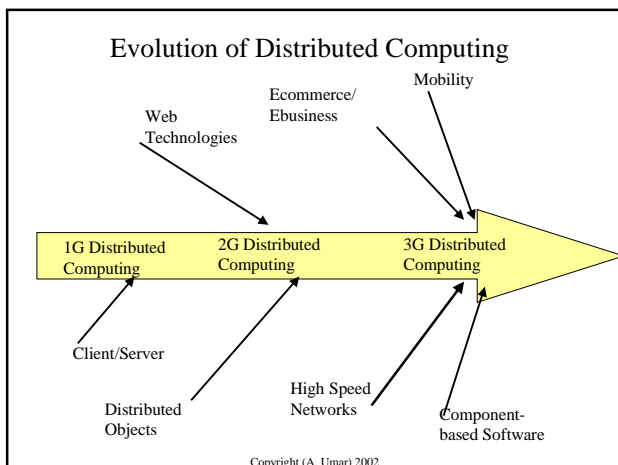 Evolution of Distributed Computing
Mobility
Ecommerce/
Ebusiness
Web
Technologies
1G Distributed
Computing
2G Distributed
Computing
3G Distributed
Computing
Client/Server
Distributed
Objects
High Speed
Networks
Component-
based Software
Copyright (A. Umar) 2002